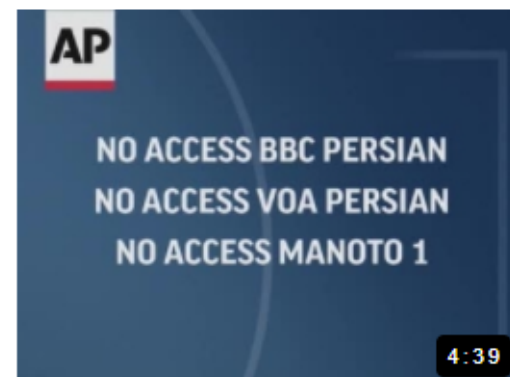 AP
NO ACCESS BBC PERSIAN
NO ACCESS VOA PERSIAN
NO ACCESS MANOTO 1
4:39